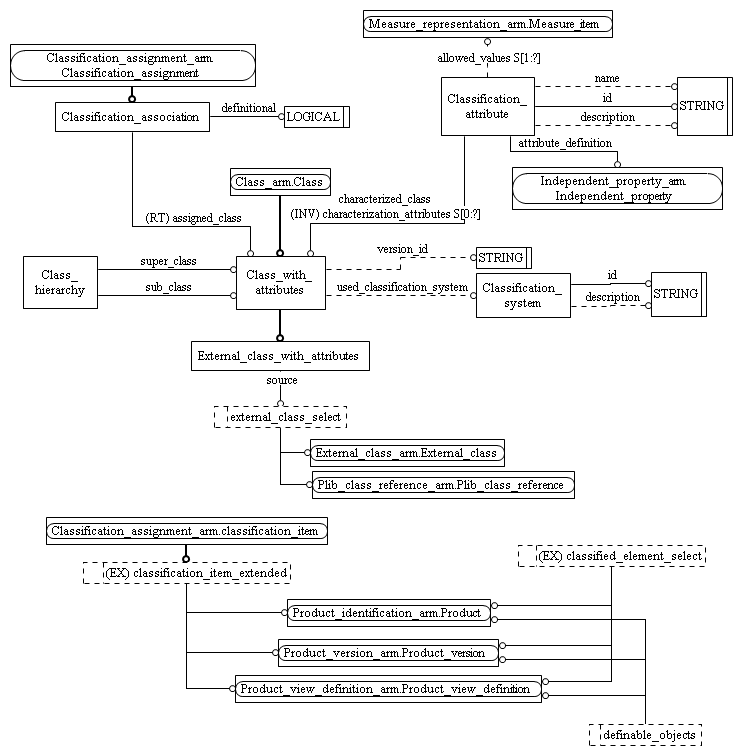 Measure_representation_arm.Measure_item
Classification_assignment_arm.
Classification_assignment
allowed_values S[1:?]
Classification_
attribute
name
id
description
STRING
Classification_association
definitional
LOGICAL
attribute_definition
Independent_property_arm.
Independent_property
Class_arm.Class
characterized_class
(INV) characterization_attributes S[0:?]
(RT) assigned_class
version_id
STRING
Class_
hierarchy
super_class
sub_class
Class_with_
attributes
used_classification_system
Classification_
system
id
description
STRING
External_class_with_attributes
source
external_class_select
External_class_arm.External_class
Plib_class_reference_arm.Plib_class_reference
Classification_assignment_arm.classification_item
(EX) classification_item_extended
(EX) classified_element_select
Product_identification_arm.Product
Product_version_arm.Product_version
Product_view_definition_arm.Product_view_definition
definable_objects